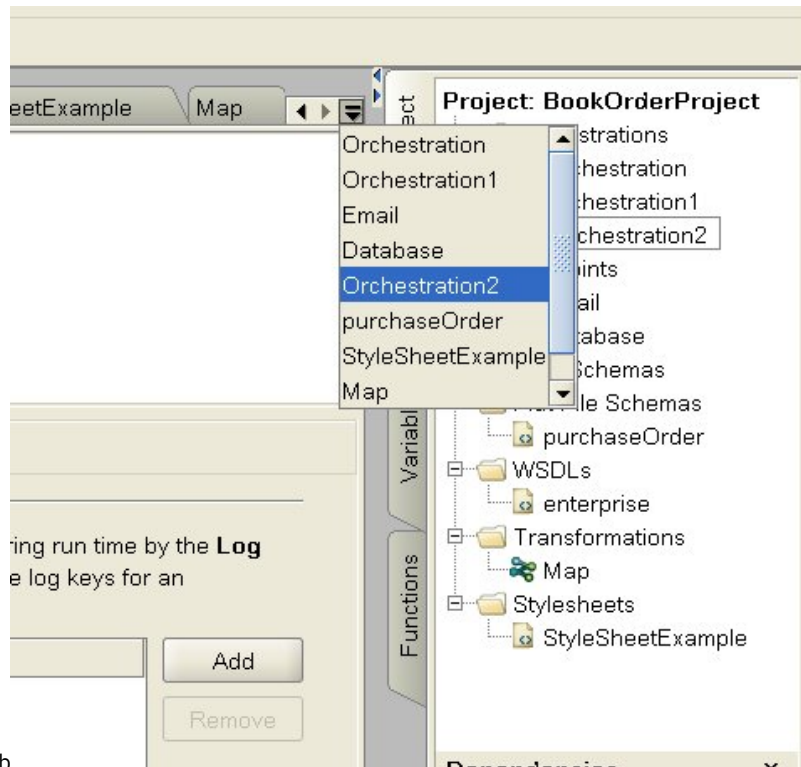 eetExample Map
Orchestration
Orchestration1
Email
Database
Orchestration2
purchaseOrder
StyleSheetExample
Map
ring run time by the Log
e log keys for an
Add
Remove
b
ect
Variabl
Functions
Project: BookOrderProject
strations
hestration
hestration1
chestration2
ints
ail
abase
Schemas
ile Schemas
purchaseOrder
WSDLs
enterprise
Transformations
Map
Stylesheets
StyleSheetExample